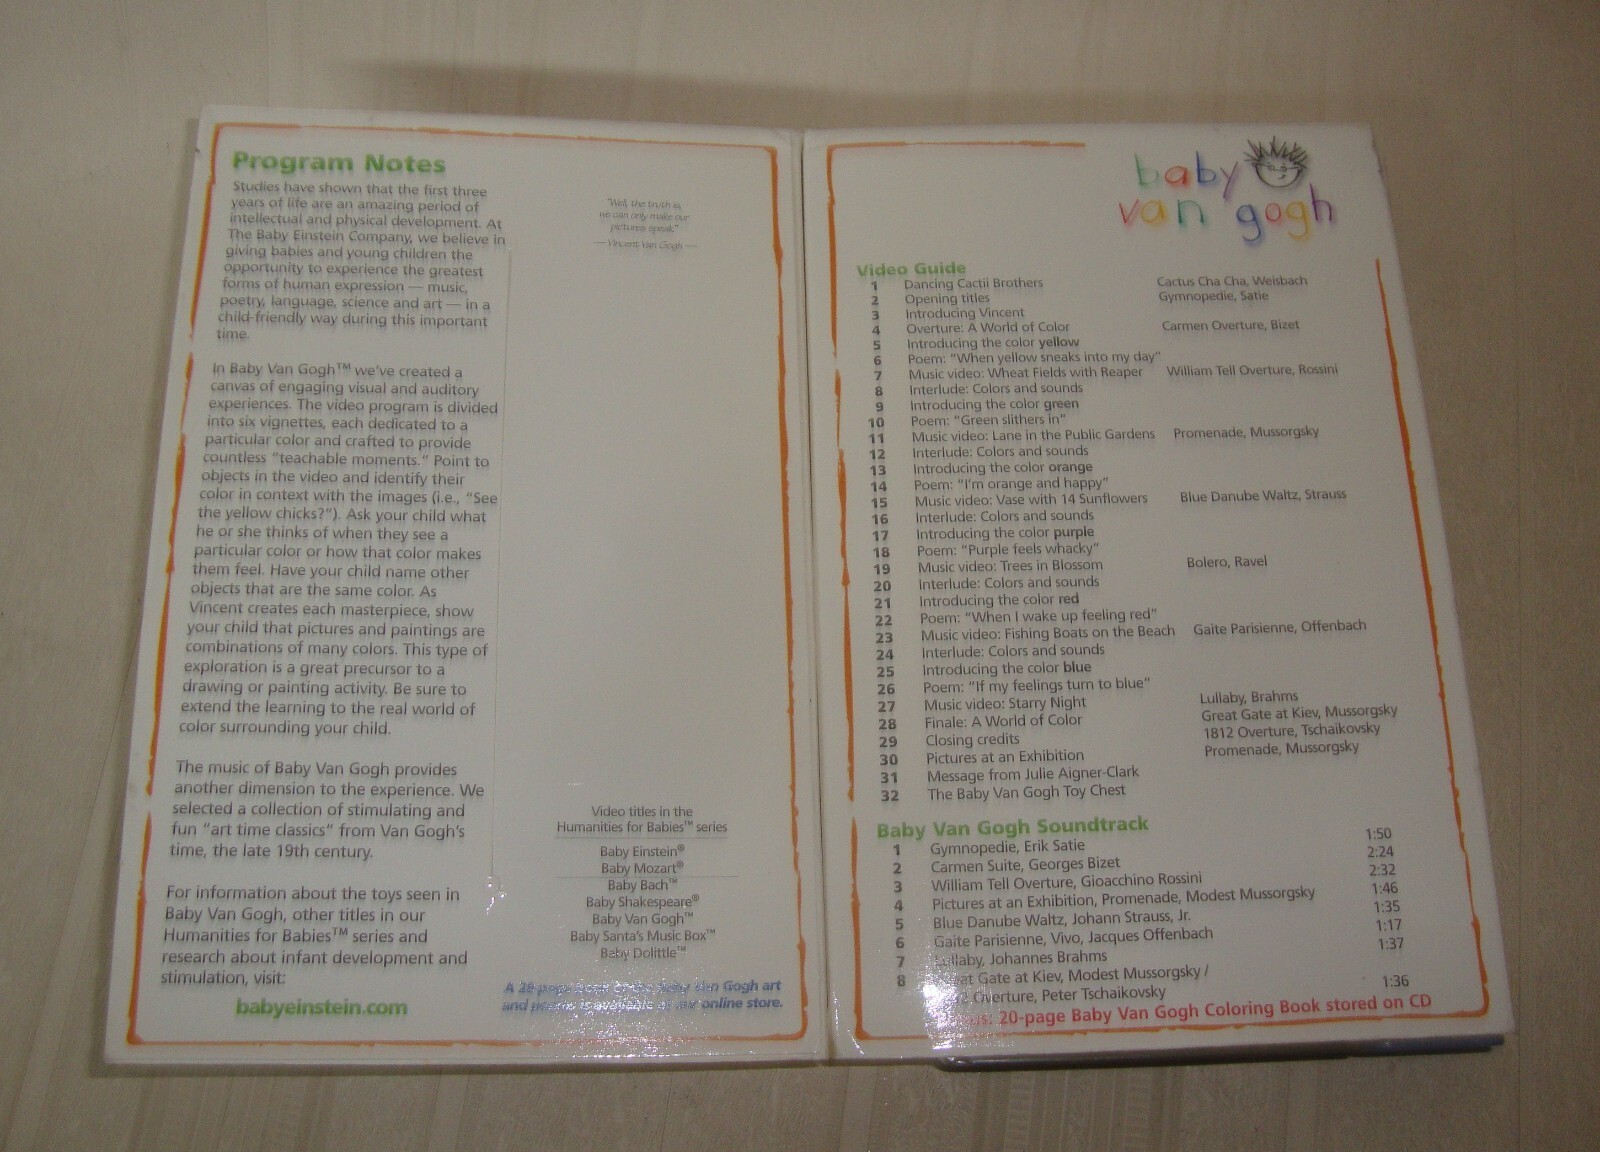 Program Notes
Studies have shown that the first three
years of life are an amazing period of
intellectual and physical development. At
The Baby Einstein Company, we believe in
giving babies and young children the
opportunity to experience the greatest
forms of human expression — music,
poetry, language, science and art — in a
child-friendly way during this important
time.
In Baby Van Gogh™ we've created a
canvas of engaging visual and auditory
experiences. The video program is divided
into six vignettes, each dedicated to a
particular color and crafted to provide
countless "teachable moments." Point to
objects in the video and identify their
color in context with the images (i.e., "See
the yellow chicks?"). Ask your child what
he or she thinks of when they see a
particular color or how that color makes
them feel. Have your child name other
objects that are the same color. As
Vincent creates each masterpiece, show
your child that pictures and paintings are
combinations of many colors. This type of
exploration is a great precursor to a
drawing or painting activity. Be sure to
extend the learning to the real world of
color surrounding your child.
The music of Baby Van Gogh provides
another dimension to the experience. We
selected a collection of stimulating and
fun "art time classics" from Van Gogh's
time, the late 19th century.
For information about the toys seen in
Baby Van Gogh, other titles in our
Humanities for Babies™ series and
research about infant development and
stimulation, visit:
babyeinstein.com
"Well, the truth is,
we can only make our
pictures speak"
— Vincent Van Gogh —
Video titles in the
Humanities for Babies™ series
Baby Einstein®
Baby Mozart®
Baby Bach™
Baby Shakespeare®
Baby Van Gogh™
Baby Santa's Music Box™
Baby Dolittle™
A 28-page book of the Baby Van Gogh art
and is available at our online store.
baby
van gogh
Video Guide
1 Dancing Cactii Brothers Cactus Cha Cha, Weisbach
2 Opening titles Gymnopedie, Satie
3 Introducing Vincent
4 Overture: A World of Color Carmen Overture, Bizet
5 Introducing the color yellow
6 Poem: "When yellow sneaks into my day"
7 Music video: Wheat Fields with Reaper William Tell Overture, Rossini
8 Interlude: Colors and sounds
9 Introducing the color green
10 Poem: "Green slithers in"
11 Music video: Lane in the Public Gardens Promenade, Mussorgsky
12 Interlude: Colors and sounds
13 Introducing the color orange
14 Poem: "I'm orange and happy"
15 Music video: Vase with 14 Sunflowers Blue Danube Waltz, Strauss
16 Interlude: Colors and sounds
17 Introducing the color purple
18 Poem: "Purple feels whacky"
19 Music video: Trees in Blossom Bolero, Ravel
20 Interlude: Colors and sounds
21 Introducing the color red
22 Poem: "When I wake up feeling red"
23 Music video: Fishing Boats on the Beach Gaite Parisienne, Offenbach
24 Interlude: Colors and sounds
25 Introducing the color blue
26 Poem: "If my feelings turn to blue"
27 Music video: Starry Night Lullaby, Brahms
28 Finale: A World of Color Great Gate at Kiev, Mussorgsky
29 Closing credits 1812 Overture, Tschaikovsky
30 Pictures at an Exhibition Promenade, Mussorgsky
31 Message from Julie Aigner-Clark
32 The Baby Van Gogh Toy Chest
Baby Van Gogh Soundtrack
1 Gymnopedie, Erik Satie 1:50
2 Carmen Suite, Georges Bizet 2:24
3 William Tell Overture, Gioacchino Rossini 2:32
4 Pictures at an Exhibition, Promenade, Modest Mussorgsky 1:46
5 Blue Danube Waltz, Johann Strauss, Jr. 1:35
6 Gaite Parisienne, Vivo, Jacques Offenbach 1:17
7 Lullaby, Johannes Brahms 1:37
8 Great Gate at Kiev, Modest Mussorgsky /
Overture, Peter Tschaikovsky 1:36
20-page Baby Van Gogh Coloring Book stored on CD